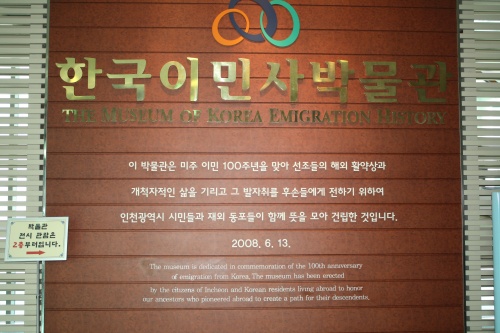 한국이민사박물관
THE MUSEUM OF KOREA EMIGRATION HISTORY
이 박물관은 미주 이민 100주년을 맞아 선조들의 해외 활약상과
개척자적인 삶을 기리고 그 발자취를 후손들에게 전하기 위하여
인천광역시 시민들과 재외 동포들이 함께 뜻을 모아 건립한 것입니다.
2008. 6. 13.
The museum is dedicated in commemoration of the 100th anniversary
of emigration from Korea. The museum has been erected
by the citizens of Incheon and Korean residents living abroad to honor
our ancestors who pioneered abroad to create a path for their descendents.
박물관
전시 관람은
2층부터입니다.